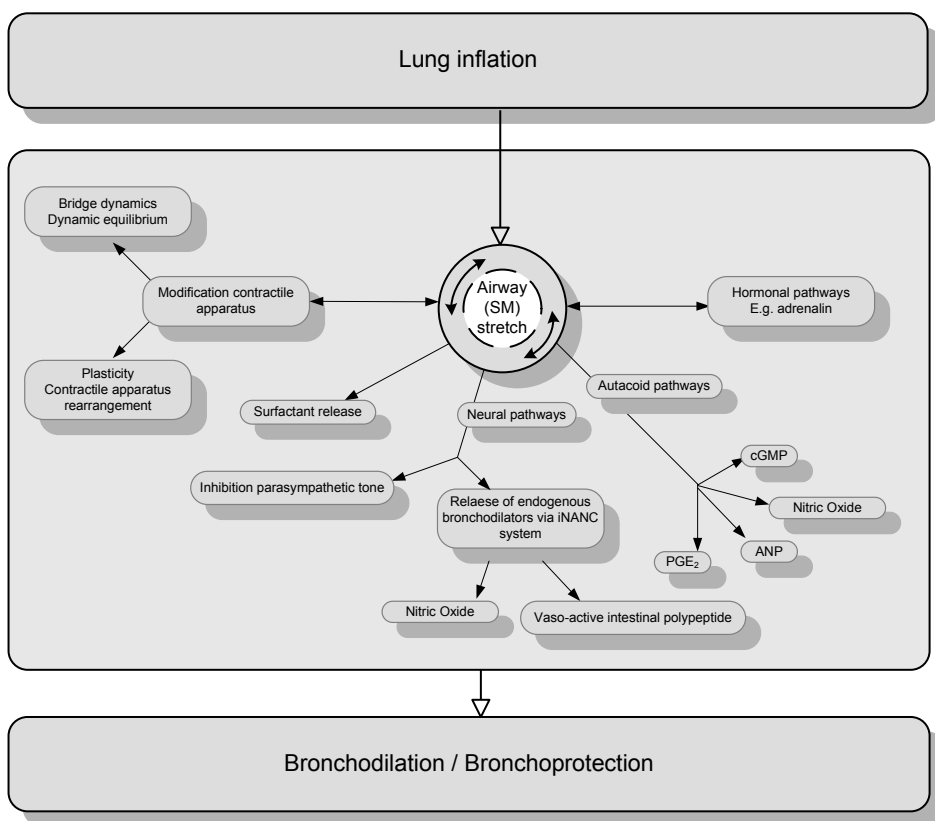 Lung inflation
Bridge dynamics
Dynamic equilibrium
Modification contractile
apparatus
Plasticity
Contractile apparatus
rearrangement
Airway
(SM)
stretch
Hormonal pathways
E.g. adrenalin
Surfactant release
Neural pathways
Autacoid pathways
Inhibition parasympathetic tone
Relaese of endogenous
bronchodilators via iNANC
system
Nitric Oxide
Vaso-active intestinal polypeptide
cGMP
Nitric Oxide
ANP
PGE₂
Bronchodilation / Bronchoprotection